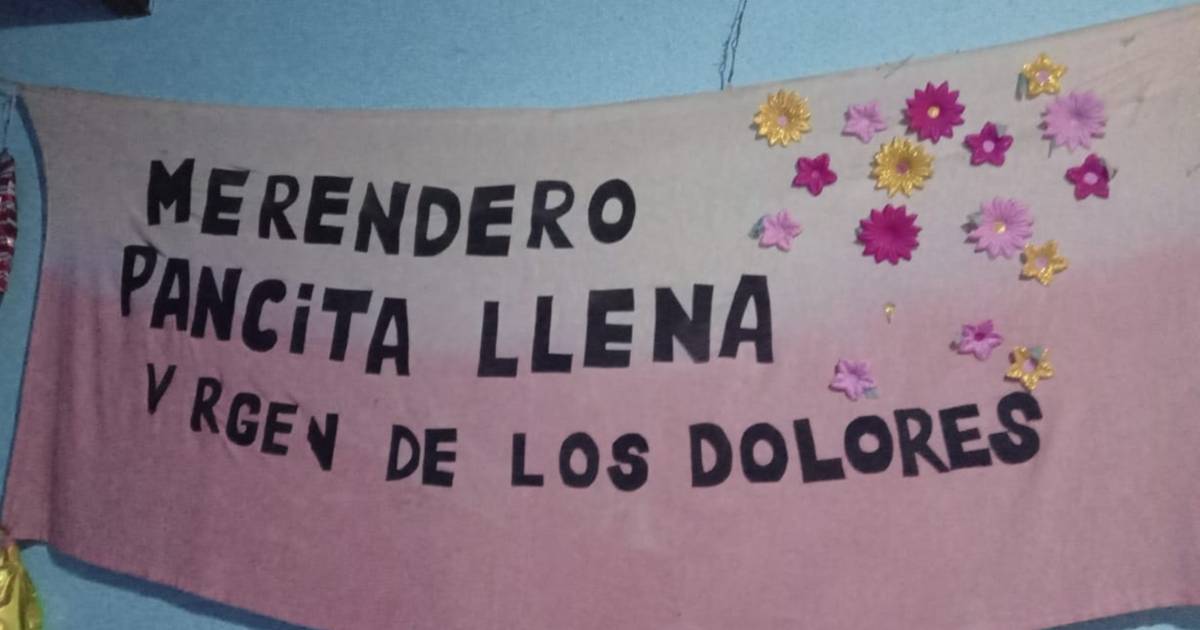 MERENDERO
PANCiTA LLENA
V RGEN DE LOS DOLORES